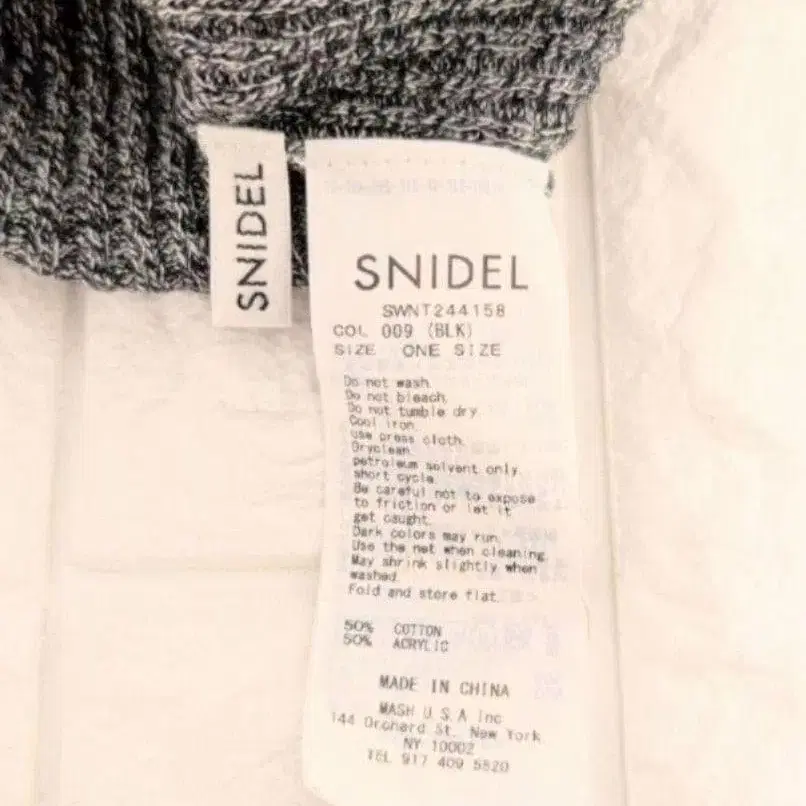 SNIDEL
SNIDEL
SWNT244158
COL 009 (BLK)
SIZE ONE SIZE
Do not wash.
Do not bleach.
Do not tumble dry.
Cool iron.
use press cloth.
Dryclean.
petroleum solvent only.
short cycle.
Be careful not to expose
to friction or let it
get caught.
Dark colors may run.
Use the net when cleaning.
May shrink slightly when
washed.
Fold and store flat.
50% COTTON
50% ACRYLIC
MADE IN CHINA
MASH U.S.A Inc
144 Orchard St. New York
NY 10002
TEL 917 409 5520